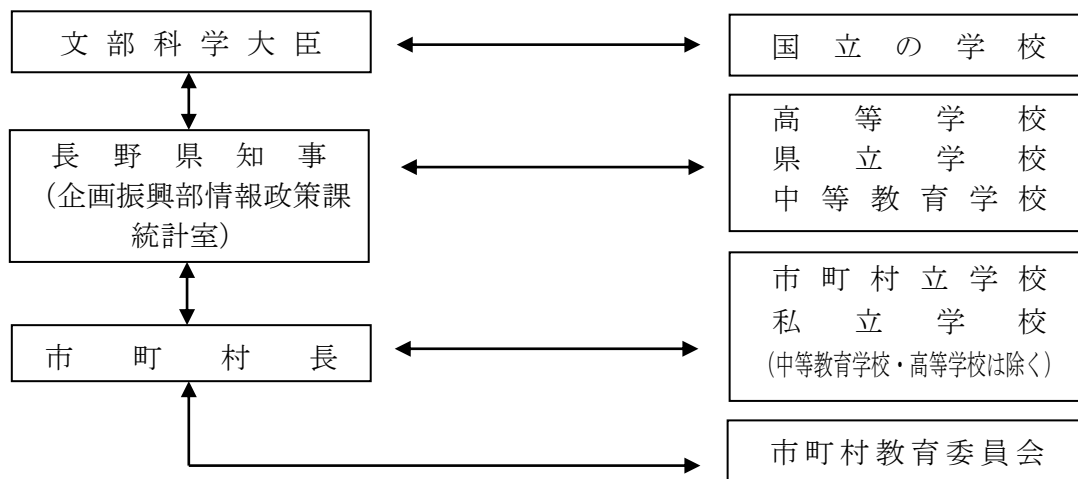 文部科学大臣
国立の学校
長野県知事
（企画振興部情報政策課
統計室）
高等学校
県立学校
中等教育学校
市町村長
市町村立学校
私立学校
（中等教育学校・高等学校は除く）
市町村教育委員会